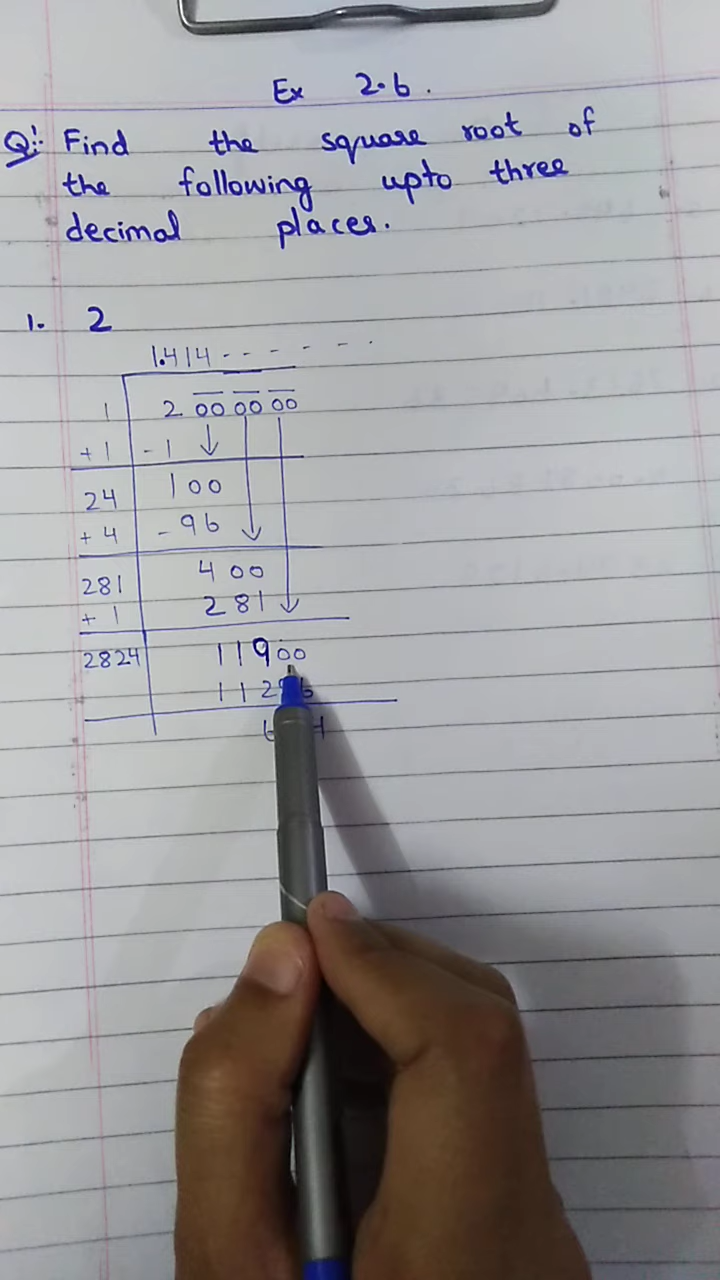 Ex 2.6.
Q:- Find the square root of
the following upto three
decimal places.
1. 2
1.414 - - - - - - .
1 2 00 00 00
+ 1 - 1
24 100
+ 4 - 96
281 400
+ 1 281
2824 11900